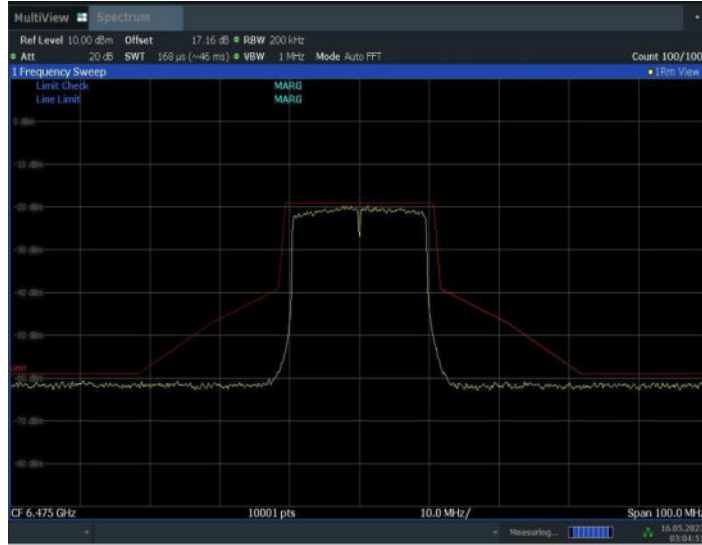 MultiView Spectrum
Ref Level 10.00 dBm Offset 17.16 dB RBW 200 kHz
Att 20 dB SWT 168 µs (~46 ms) VBW 1 MHz Mode Auto FFT Count 100/100
1 Frequency Sweep 1Rm View
Limit Check MARG
Line Limit MARG
0 dBm
-10 dBm
-20 dBm
-30 dBm
-40 dBm
-50 dBm
-60 dBm
-70 dBm
-80 dBm
CF 6.475 GHz 10001 pts 10.0 MHz/ Span 100.0 MHz
Measuring...